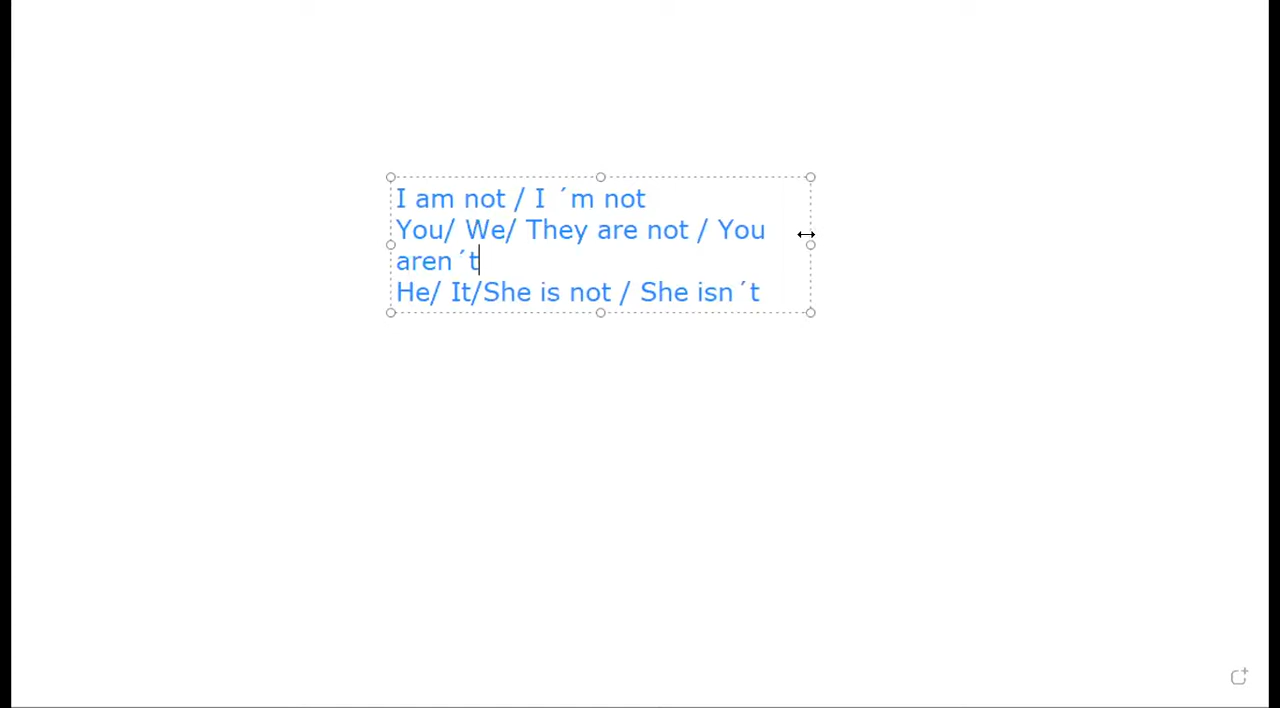 I am not / I ´m not
You/ We/ They are not / You
aren´t
He/ It/She is not / She isn´t